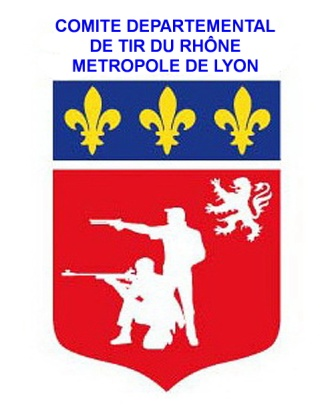 COMITE DEPARTEMENTAL
DE TIR DU RHÔNE
METROPOLE DE LYON